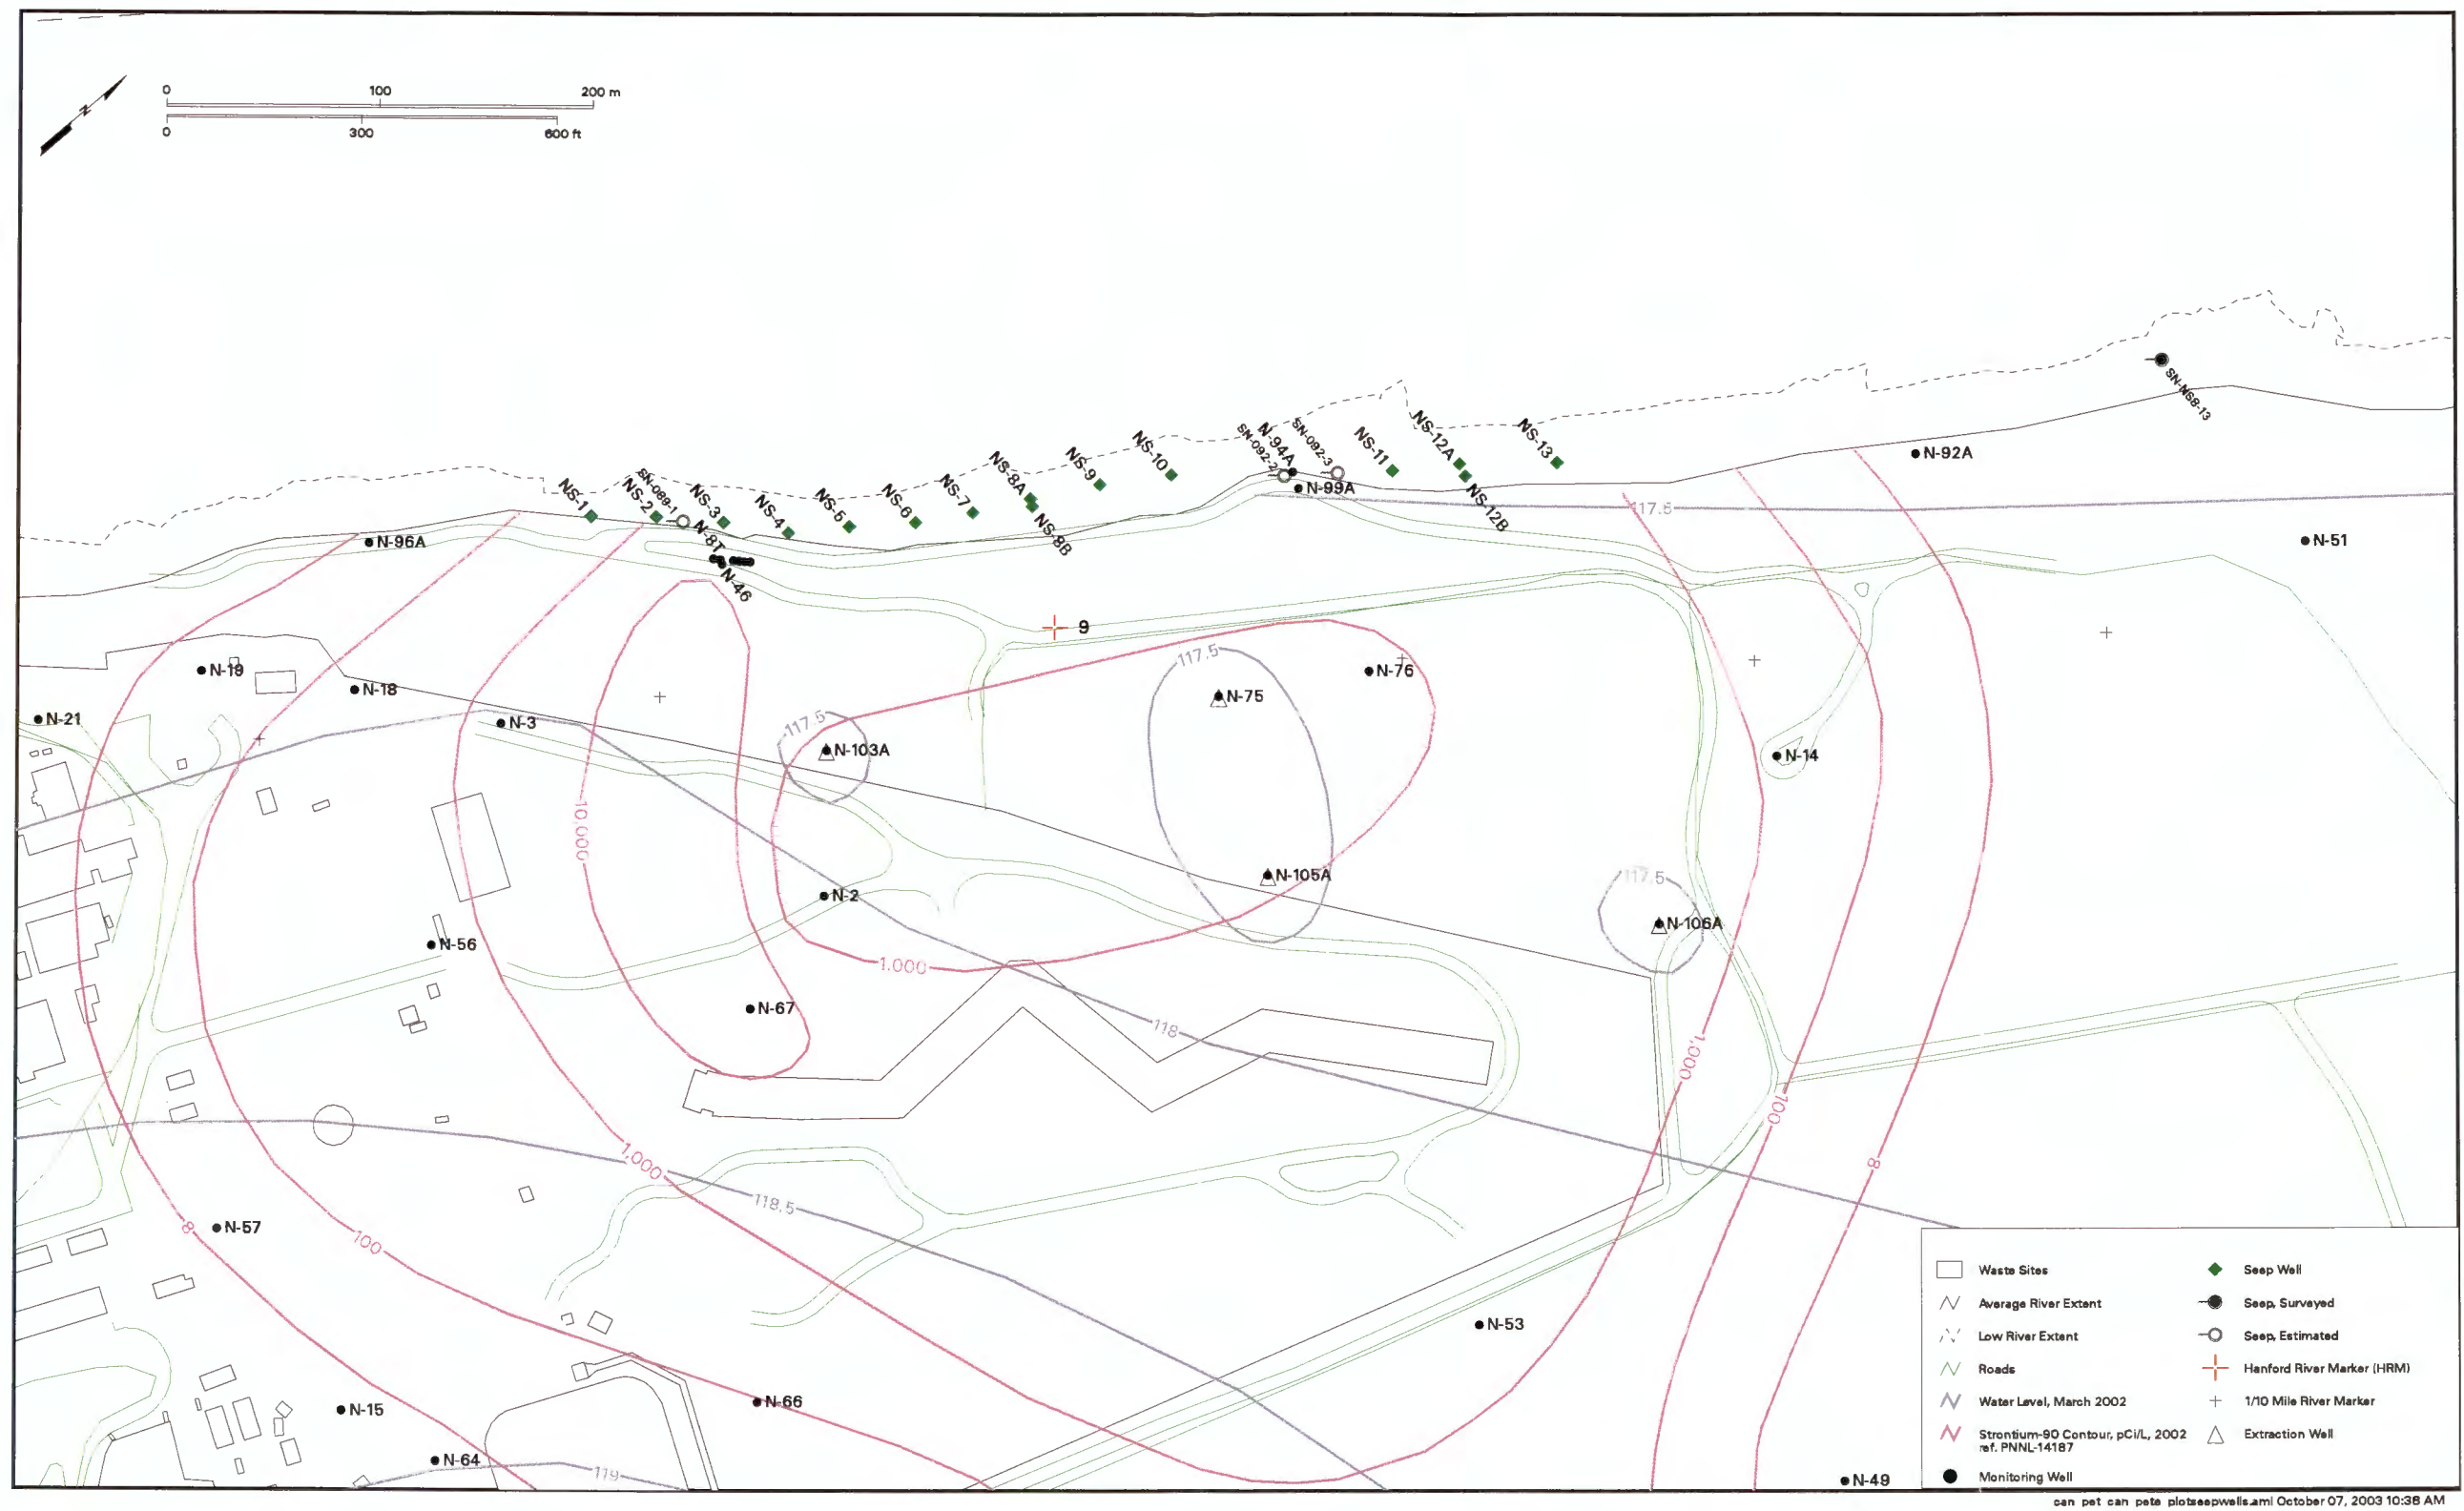 0 100 200 m
N
0 300 600 ft
SN-N68-13
NS-1
NS-2
SN-089-1
NS-3
N-8T
NS-4
NS-5
NS-6
NS-7
NS-8A
NS-8B
NS-9
NS-10
SN-092-2
N-94A
SN-092-3
NS-11
NS-12A
NS-12B
NS-13
N-92A
N-99A
117.5
N-51
N-96A
N-46
9
N-19
N-18
N-21
N-3
117.5
N-103A
117.5
N-75
N-76
N-14
10,000
N-105A
117.5
N-106A
N-2
N-56
1,000
N-67
118
1,000
100
1,000
8
118.5
N-57
8
100
N-53
N-66
N-15
N-64
119
N-49
Waste Sites
Average River Extent
Low River Extent
Roads
Water Level, March 2002
Strontium-90 Contour, pCi/L, 2002
ref. PNNL-14187
Monitoring Well
Seep Well
Seep, Surveyed
Seep, Estimated
Hanford River Marker (HRM)
1/10 Mile River Marker
Extraction Well
can_pet can_pete plotseepwells.aml October 07, 2003 10:38 AM